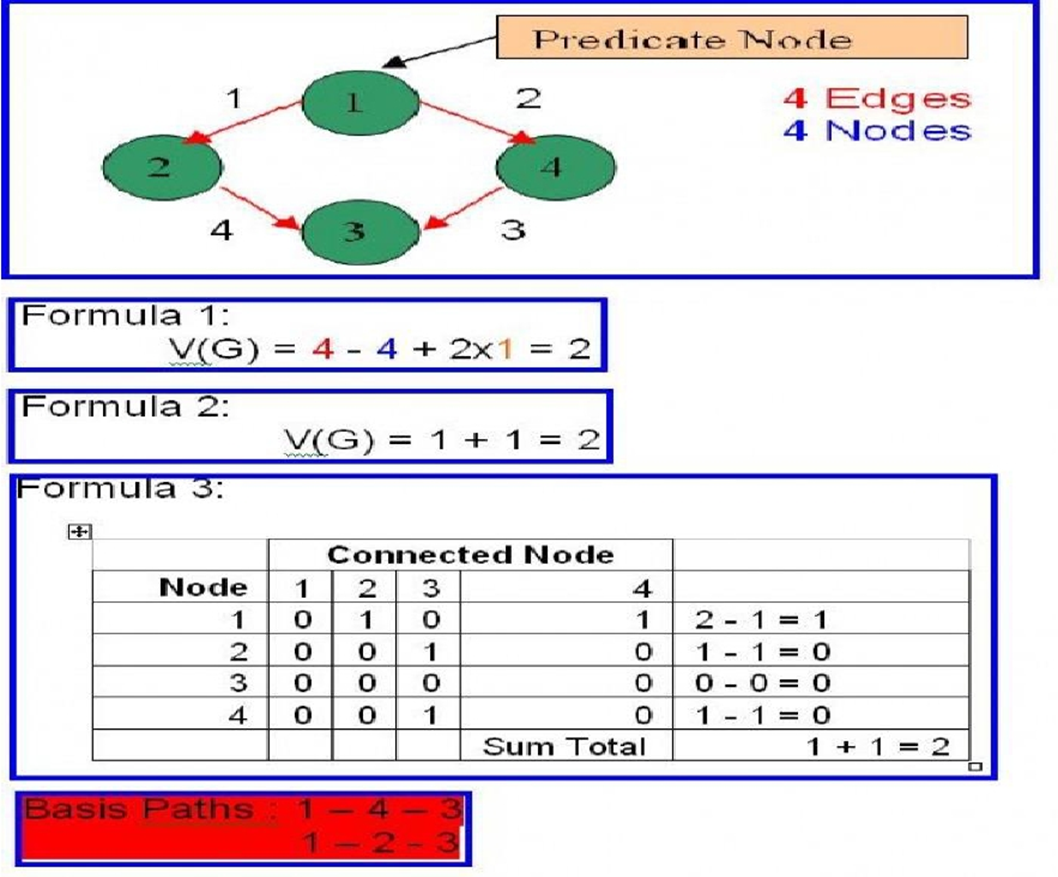 Predicate Node
1
1
2
4 Edges
4 Nodes
2
4
4
3
3
Formula 1:
V(G) = 4 - 4 + 2x1 = 2
Formula 2:
V(G) = 1 + 1 = 2
Formula 3:
Connected Node
Node 1 2 3 4
1 0 1 0 1 2 - 1 = 1
2 0 0 1 0 1 - 1 = 0
3 0 0 0 0 0 - 0 = 0
4 0 0 1 0 1 - 1 = 0
Sum Total 1 + 1 = 2
Basis Paths : 1 – 4 – 3
1 – 2 - 3